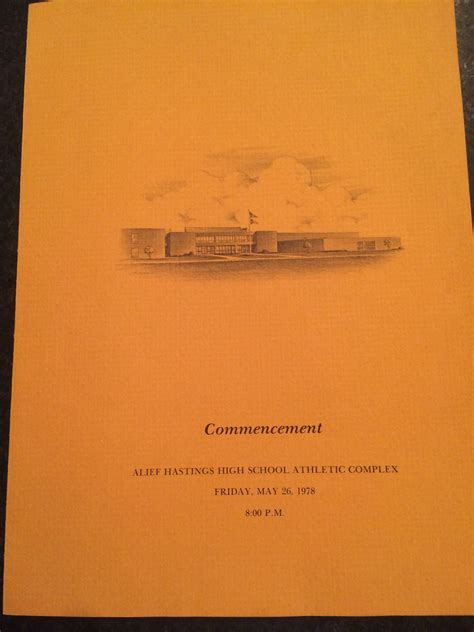 Commencement
ALIEF HASTINGS HIGH SCHOOL ATHLETIC COMPLEX
FRIDAY, MAY 26, 1978
8:00 P.M.